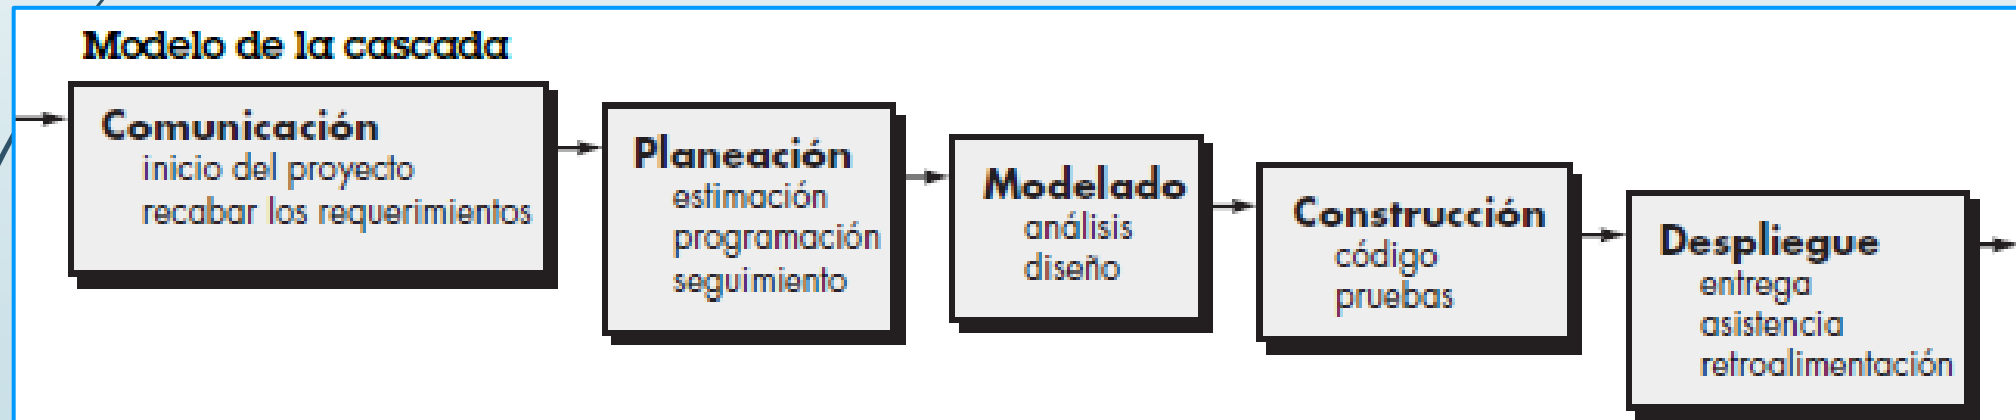 Modelo de la cascada
Comunicación
inicio del proyecto
recabar los requerimientos
Planeación
estimación
programación
seguimiento
Modelado
análisis
diseño
Construcción
código
pruebas
Despliegue
entrega
asistencia
retroalimentación